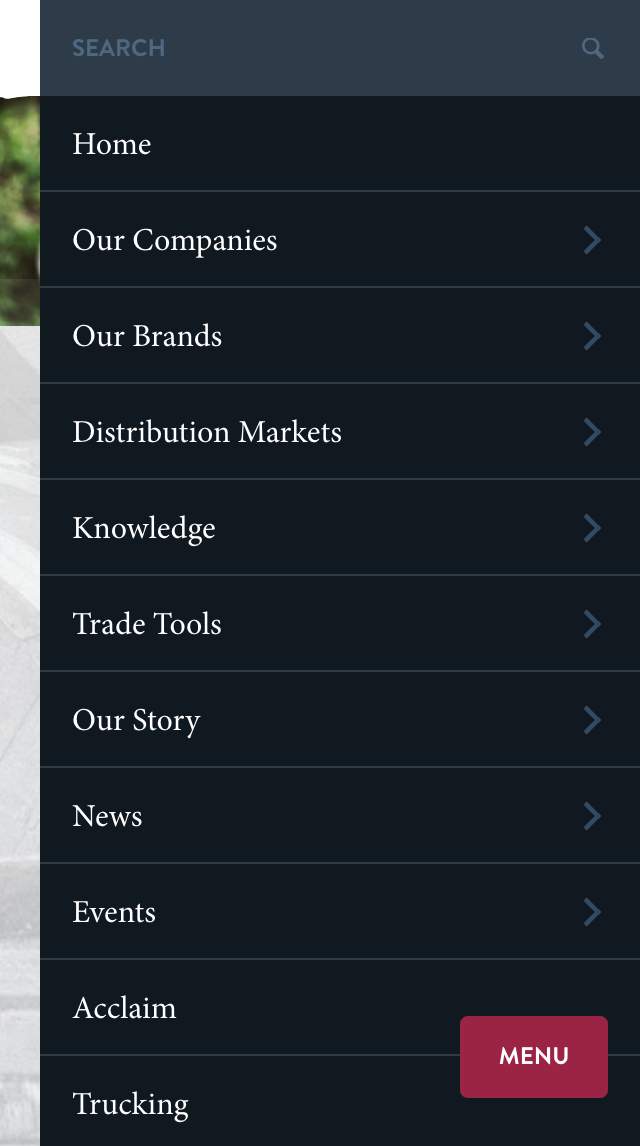 SEARCH
Home
Our Companies
Our Brands
Distribution Markets
Knowledge
Trade Tools
Our Story
News
Events
Acclaim
MENU
Trucking